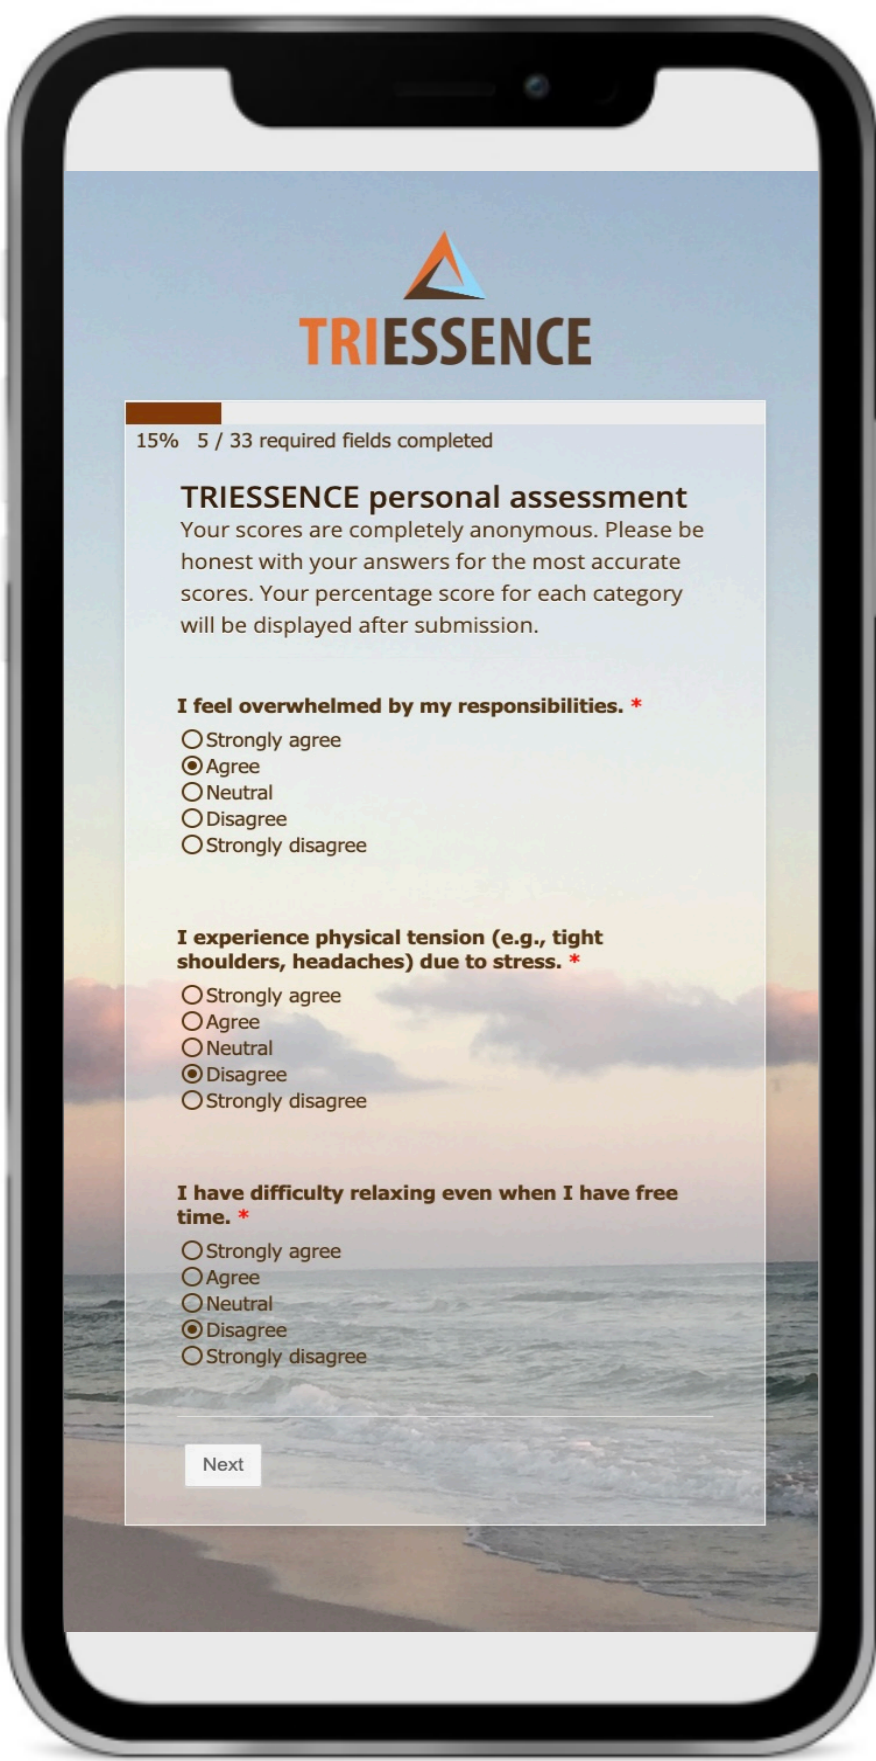 TRIESSENCE
15% 5 / 33 required fields completed
TRIESSENCE personal assessment
Your scores are completely anonymous. Please be
honest with your answers for the most accurate
scores. Your percentage score for each category
will be displayed after submission.
I feel overwhelmed by my responsibilities. *
Strongly agree
Agree
Neutral
Disagree
Strongly disagree
I experience physical tension (e.g., tight
shoulders, headaches) due to stress. *
Strongly agree
Agree
Neutral
Disagree
Strongly disagree
I have difficulty relaxing even when I have free
time. *
Strongly agree
Agree
Neutral
Disagree
Strongly disagree
Next